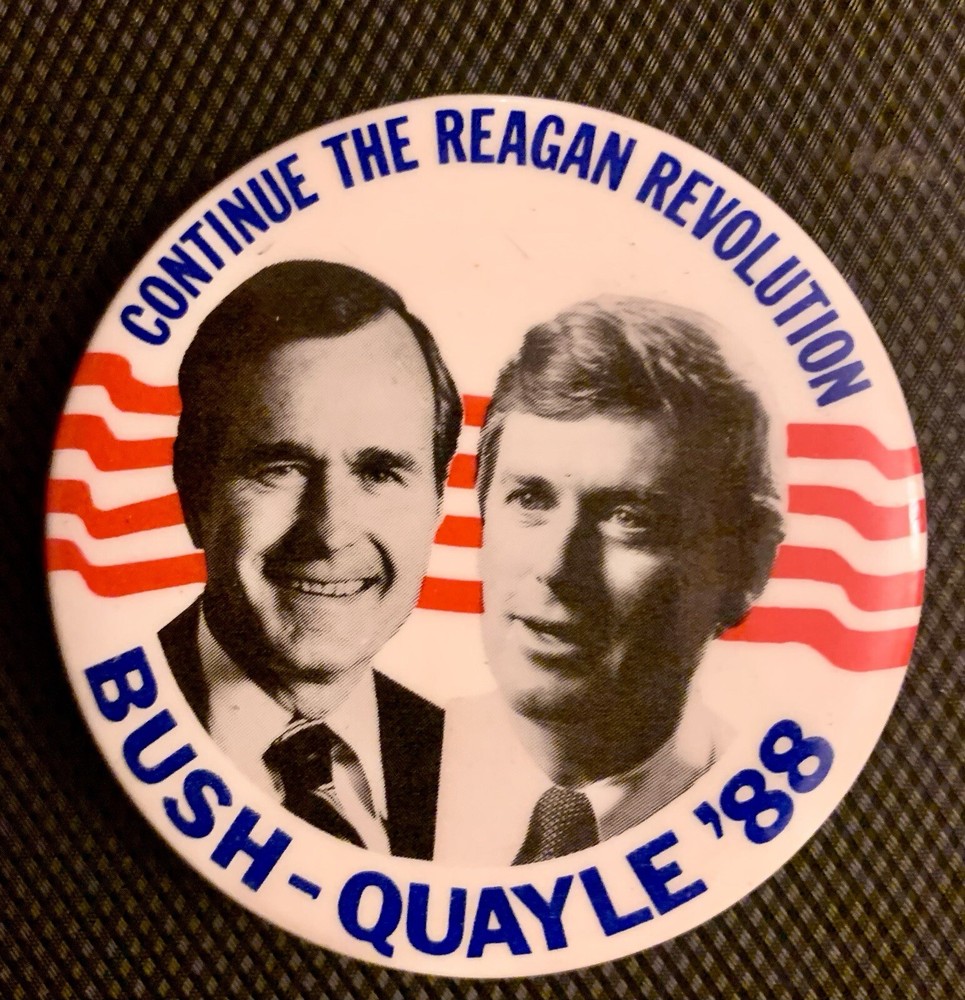 CONTINUE THE REAGAN REVOLUTION
BUSH-QUAYLE '88